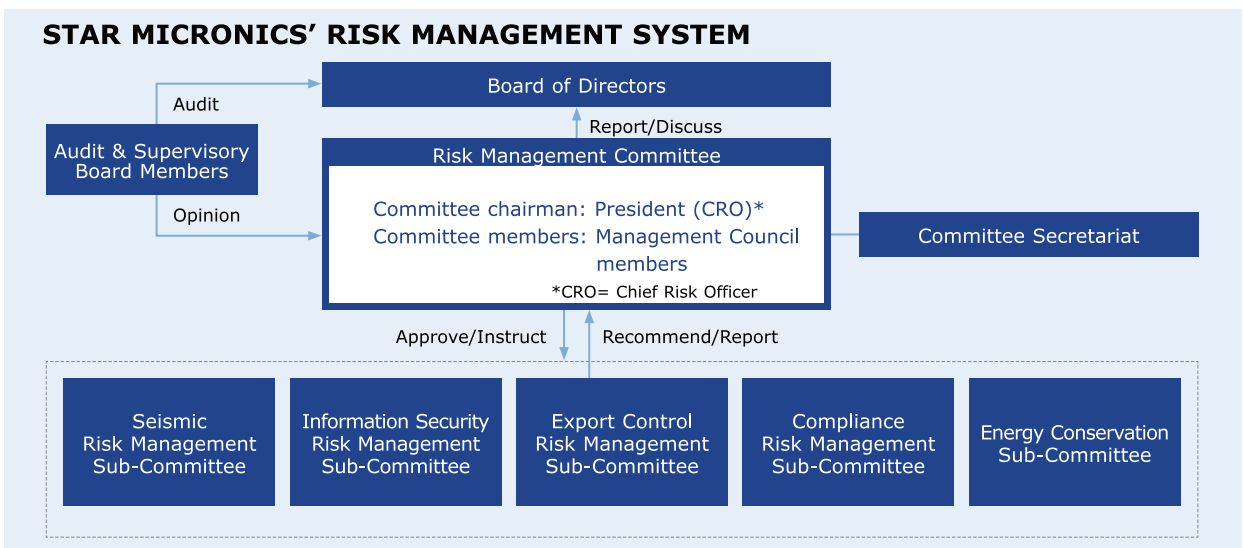 STAR MICRONICS’ RISK MANAGEMENT SYSTEM
Board of Directors
Audit
Report/Discuss
Audit & Supervisory
Board Members
Risk Management Committee
Opinion
Committee chairman: President (CRO)*
Committee members: Management Council
members
*CRO= Chief Risk Officer
Committee Secretariat
Approve/Instruct
Recommend/Report
Seismic
Risk Management
Sub-Committee
Information Security
Risk Management
Sub-Committee
Export Control
Risk Management
Sub-Committee
Compliance
Risk Management
Sub-Committee
Energy Conservation
Sub-Committee